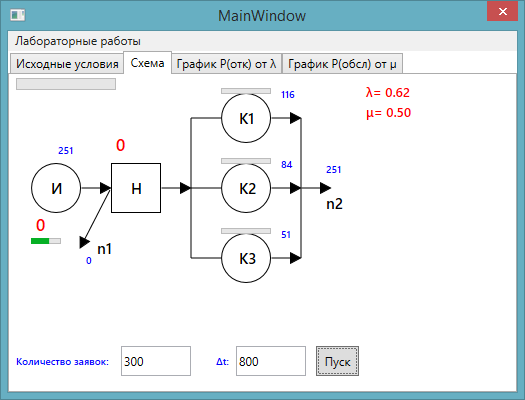 MainWindow
Лабораторные работы
Исходные условия Схема График P(отк) от λ График P(обсл) от μ
116
λ= 0.62
μ= 0.50
К1
251
0
84
251
И
Н
К2
n2
0
51
n1
0
К3
Количество заявок: 300 Δt: 800 Пуск